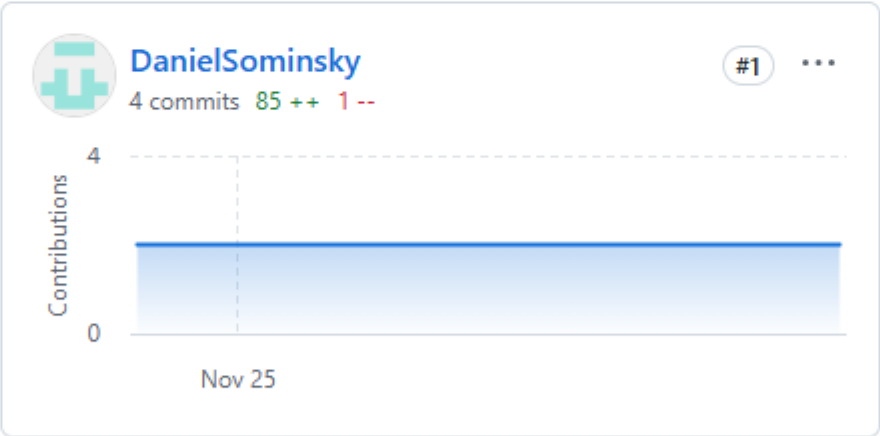 DanielSominsky
#1
4 commits 85 ++ 1 --
Contributions
4
0
Nov 25